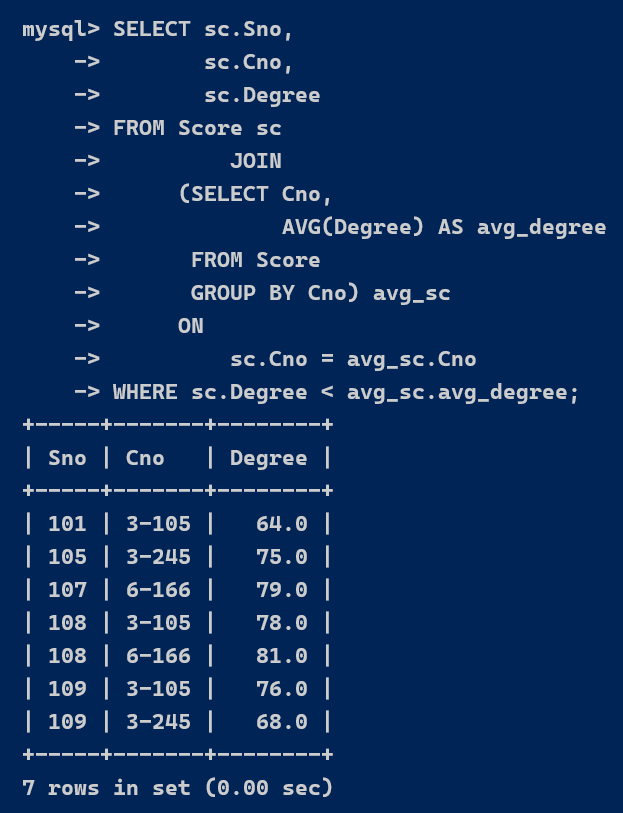 mysql> SELECT sc.Sno,
    ->        sc.Cno,
    ->        sc.Degree
    -> FROM Score sc
    ->          JOIN
    ->      (SELECT Cno,
    ->              AVG(Degree) AS avg_degree
    ->       FROM Score
    ->       GROUP BY Cno) avg_sc
    ->      ON
    ->          sc.Cno = avg_sc.Cno
    -> WHERE sc.Degree < avg_sc.avg_degree;
+-----+-------+--------+
| Sno | Cno   | Degree |
+-----+-------+--------+
| 101 | 3-105 |   64.0 |
| 105 | 3-245 |   75.0 |
| 107 | 6-166 |   79.0 |
| 108 | 3-105 |   78.0 |
| 108 | 6-166 |   81.0 |
| 109 | 3-105 |   76.0 |
| 109 | 3-245 |   68.0 |
+-----+-------+--------+
7 rows in set (0.00 sec)